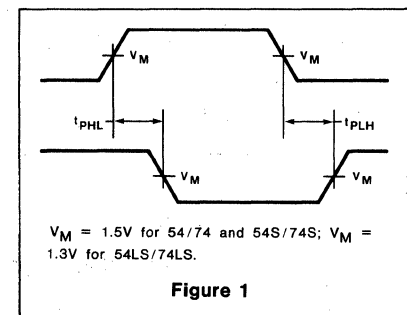 VM
VM
tPHL
tPLH
VM
VM
VM = 1.5V for 54/74 and 54S/74S; VM =
1.3V for 54LS/74LS.
Figure 1